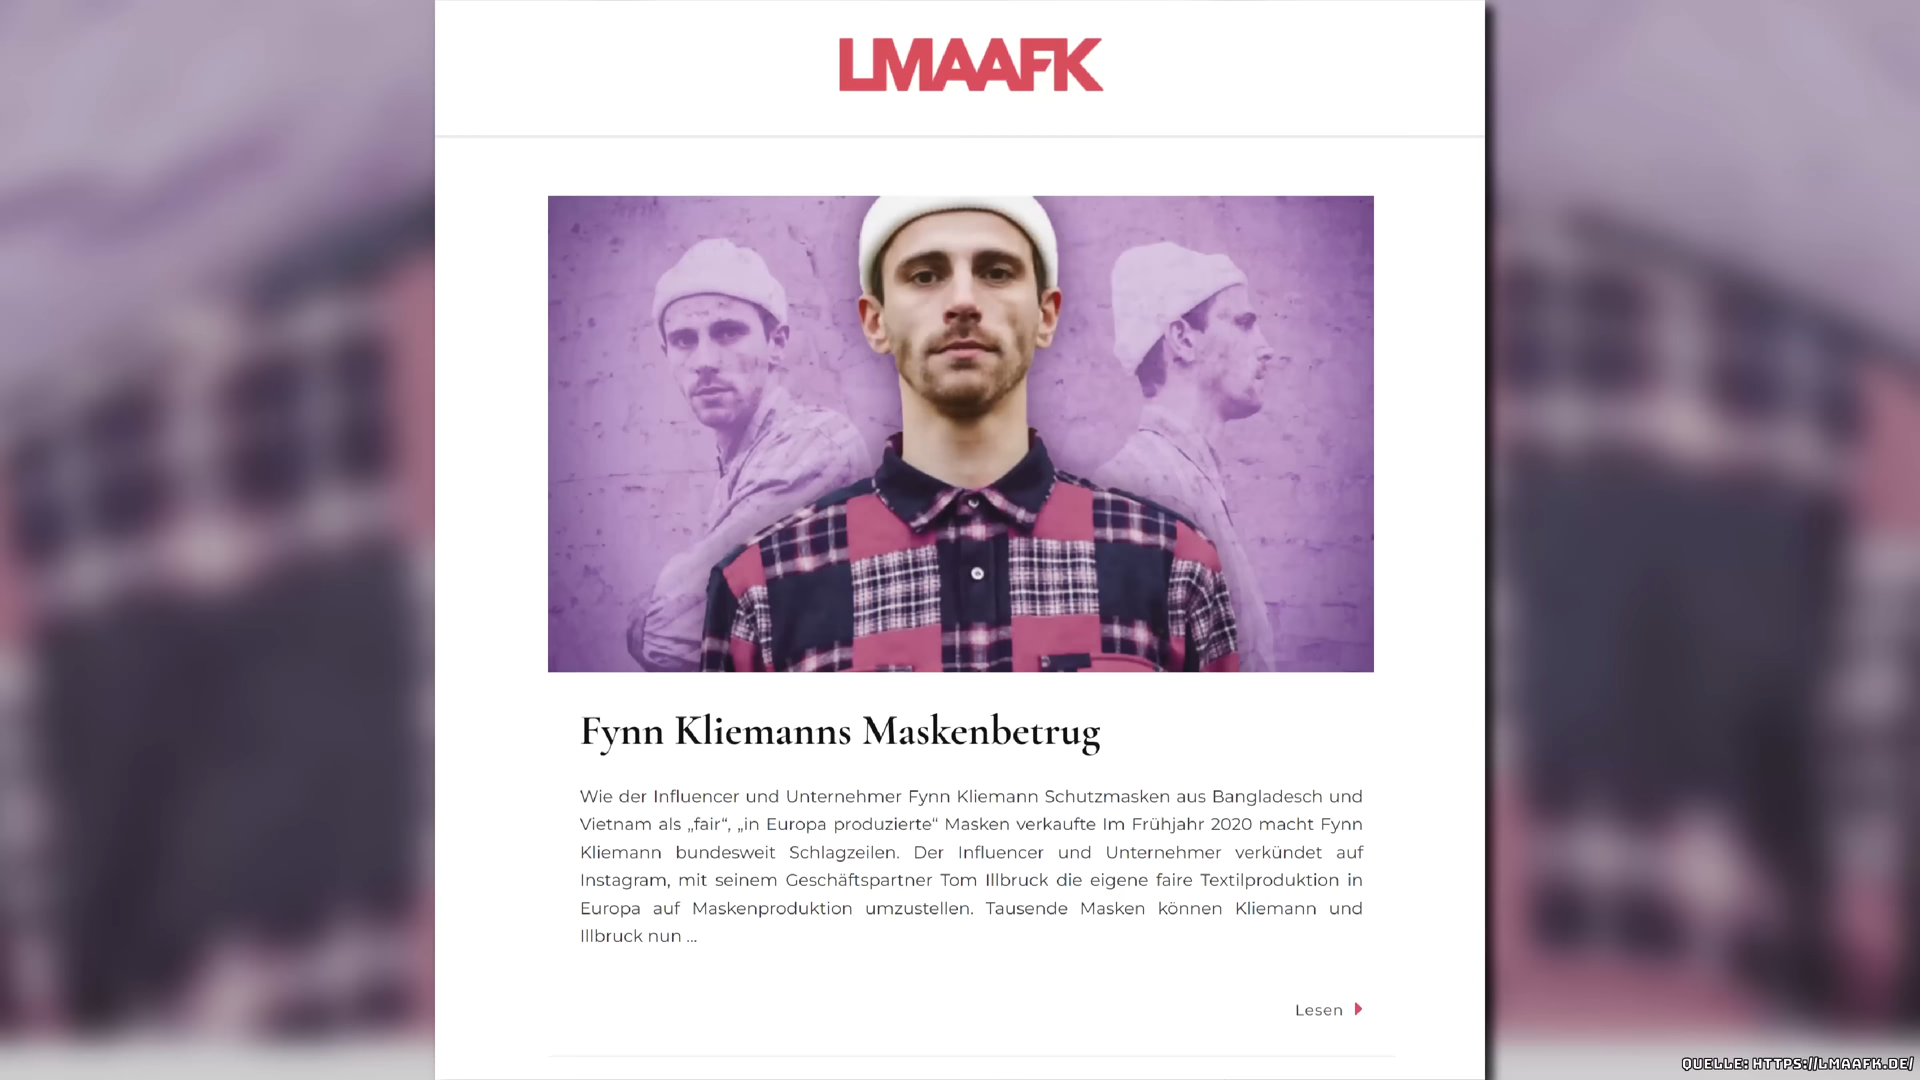 LMAAFK
Fynn Kliemanns Maskenbetrug
Wie der Influencer und Unternehmer Fynn Kliemann Schutzmasken aus Bangladesch und
Vietnam als „fair“, „in Europa produzierte“ Masken verkaufte Im Frühjahr 2020 macht Fynn
Kliemann bundesweit Schlagzeilen. Der Influencer und Unternehmer verkündet auf
Instagram, mit seinem Geschäftspartner Tom Illbruck die eigene faire Textilproduktion in
Europa auf Maskenproduktion umzustellen. Tausende Masken können Kliemann und
Illbruck nun ...
Lesen
QUELLE: HTTPS://LMAAFK.DE/